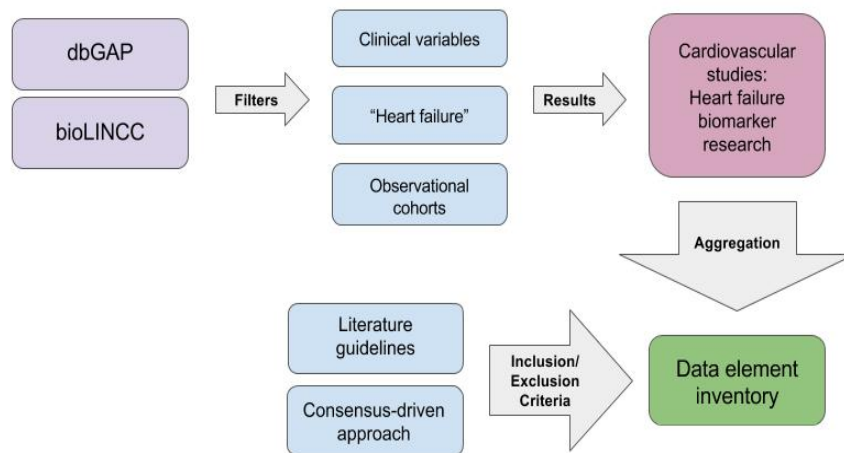 dbGAP
bioLINCC
Filters
Clinical variables
“Heart failure”
Observational
cohorts
Results
Cardiovascular
studies:
Heart failure
biomarker
research
Aggregation
Literature
guidelines
Consensus-driven
approach
Inclusion/
Exclusion
Criteria
Data element
inventory